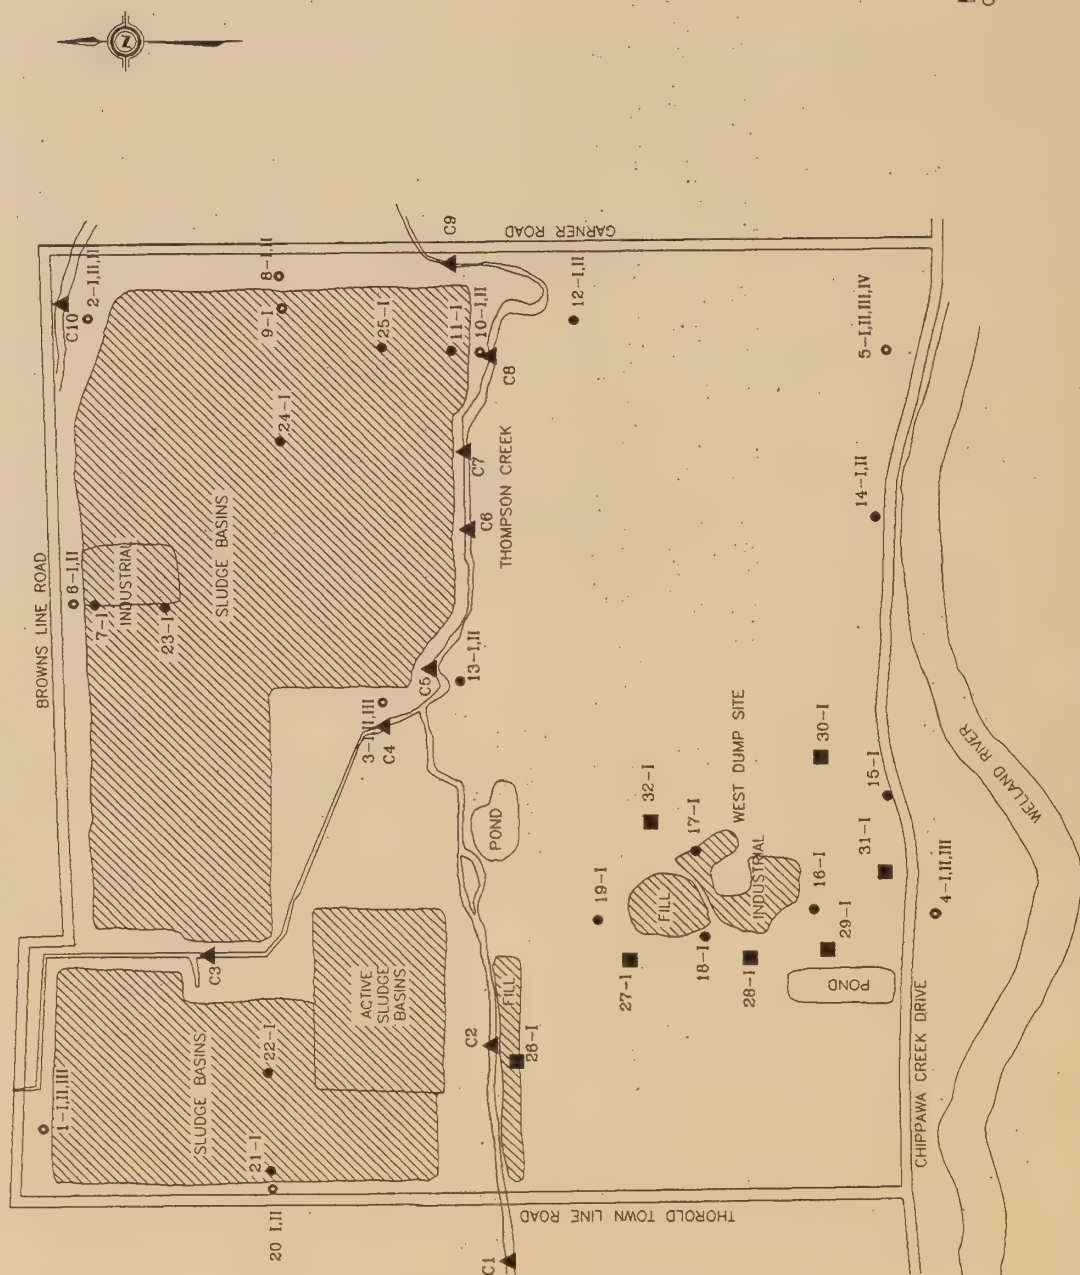 N
BROWNS LINE ROAD
GARNER ROAD
THOROLD TOWN LINE ROAD
CHIPPAWA CREEK DRIVE
WELLAND RIVER
THOMPSON CREEK
1-I,II,III
20 I,II
21-I
22-I
SLUDGE BASINS
ACTIVE
SLUDGE
BASINS
C1
C2
C3
FILL
26-I
6-I,II
7-I
INDUSTRIAL
23-I
SLUDGE BASINS
24-I
C10
2-I,II,II
8-I,II
9-I
25-I
11-I
10-I,II
C9
C8
C7
C6
C5
13-I,II
3-I,II,III
C4
POND
12-I,II
5-I,II,III,IV
14-I,II
19-I
32-I
17-I
FILL
27-I
18-I
WEST DUMP SITE
INDUSTRIAL
28-I
16-I
29-I
30-I
15-I
31-I
POND
4-I,II,III